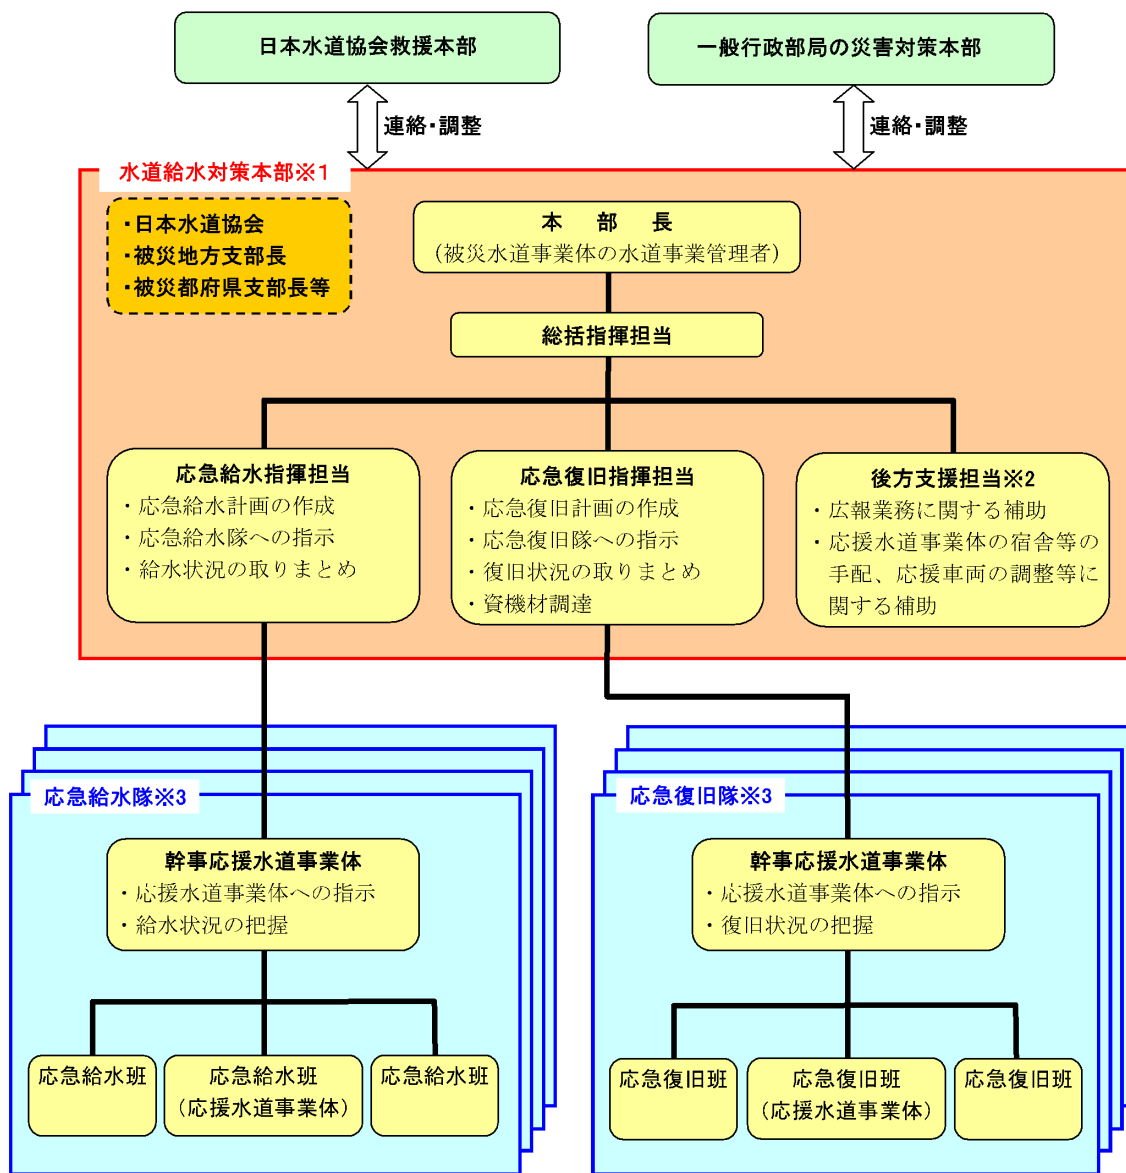 日本水道協会救援本部
一般行政部局の災害対策本部
連絡・調整
連絡・調整
水道給水対策本部※1
・日本水道協会
・被災地方支部長
・被災都府県支部長等
本 部 長
(被災水道事業体の水道事業管理者)
総括指揮担当
応急給水指揮担当
・応急給水計画の作成
・応急給水隊への指示
・給水状況の取りまとめ
応急復旧指揮担当
・応急復旧計画の作成
・応急復旧隊への指示
・復旧状況の取りまとめ
・資機材調達
後方支援担当※2
・広報業務に関する補助
・応援水道事業体の宿舎等の
手配、応援車両の調整等に
関する補助
応急給水隊※3
幹事応援水道事業体
・応援水道事業体への指示
・給水状況の把握
応急給水班
応急給水班
(応援水道事業体)
応急給水班
応急復旧隊※3
幹事応援水道事業体
・応援水道事業体への指示
・復旧状況の把握
応急復旧班
応急復旧班
(応援水道事業体)
応急復旧班